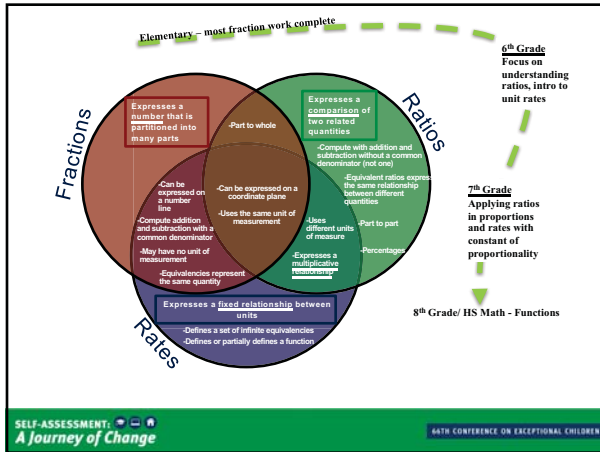 Elementary – most fraction work complete
6th Grade
Focus on
understanding
ratios, intro to
unit rates
Fractions
Expresses a
number that is
partitioned into
many parts
-Part to whole
Expresses a
comparison of
two related
quantities
Ratios
-Compute with addition and
subtraction without a common
denominator (not one)
-Equivalent ratios express
the same relationship
between different
quantities
-Part to part
-Percentages
-Can be
expressed on
a number
line
-Compute addition
and subtraction with a
common denominator
-May have no unit of
measurement
-Equivalencies represent
the same quantity
-Can be expressed on a
coordinate plane
-Uses the same unit of
measurement
-Uses
different units
of measure
-Expresses a
multiplicative
relationship
7th Grade
Applying ratios
in proportions
and rates with
constant of
proportionality
Expresses a fixed relationship between
units
-Defines a set of infinite equivalencies
-Defines or partially defines a function
Rates
8th Grade/ HS Math - Functions
SELF-ASSESSMENT:
A Journey of Change
66TH CONFERENCE ON EXCEPTIONAL CHILDREN